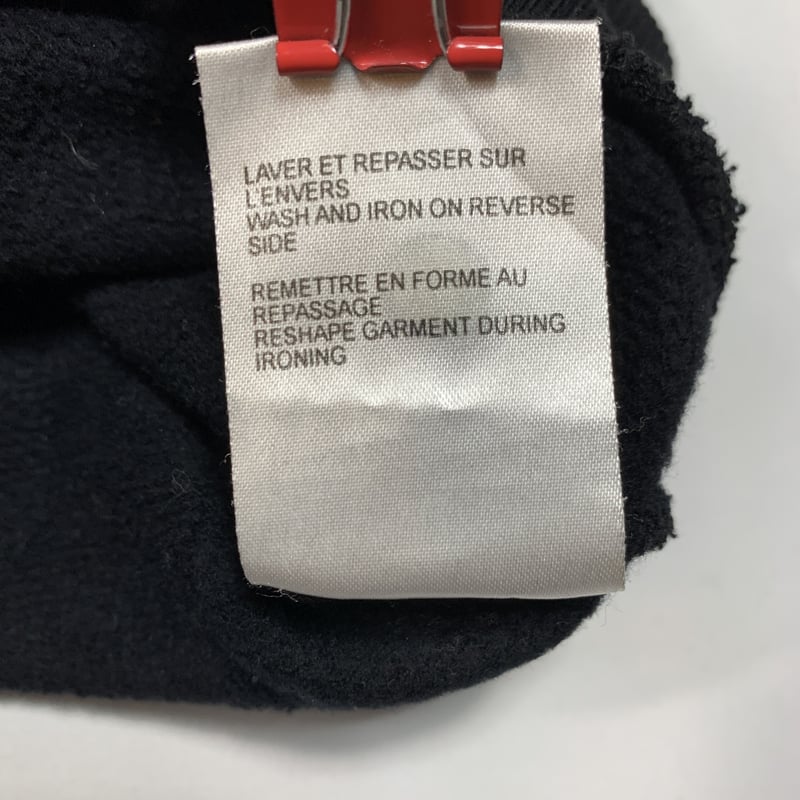 LAVER ET REPASSER SUR
L'ENVERS
WASH AND IRON ON REVERSE
SIDE
REMETTRE EN FORME AU
REPASSAGE
RESHAPE GARMENT DURING
IRONING